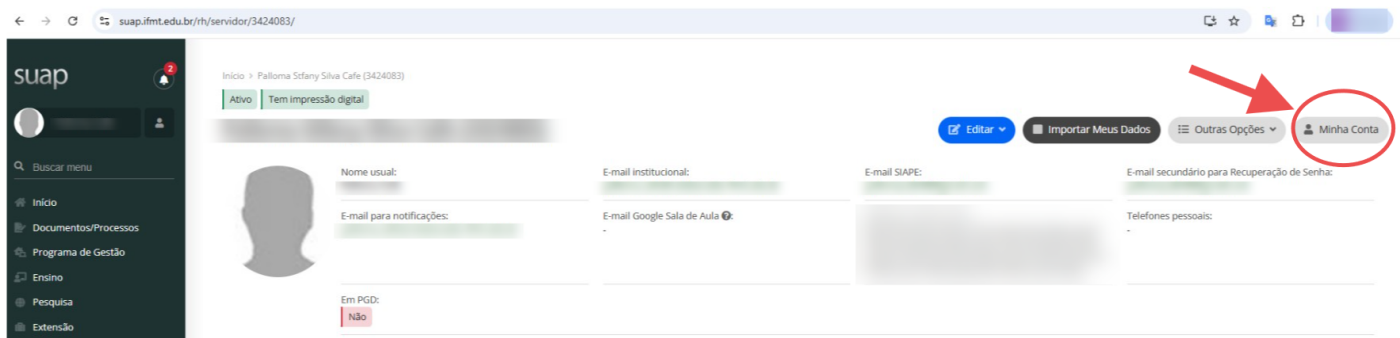 suap.ifmt.edu.br/rh/servidor/3424083/
suap
2
Início > Palloma Stfany Silva Cafe (3424083)
Ativo Tem impressão digital
Editar Importar Meus Dados Outras Opções Minha Conta
Buscar menu
Nome usual: E-mail institucional: E-mail SIAPE: E-mail secundário para Recuperação de Senha:
Início
E-mail para notificações: E-mail Google Sala de Aula ?: Telefones pessoais:
- -
Documentos/Processos
Programa de Gestão
Ensino
Pesquisa
Em PGD:
Não
Extensão